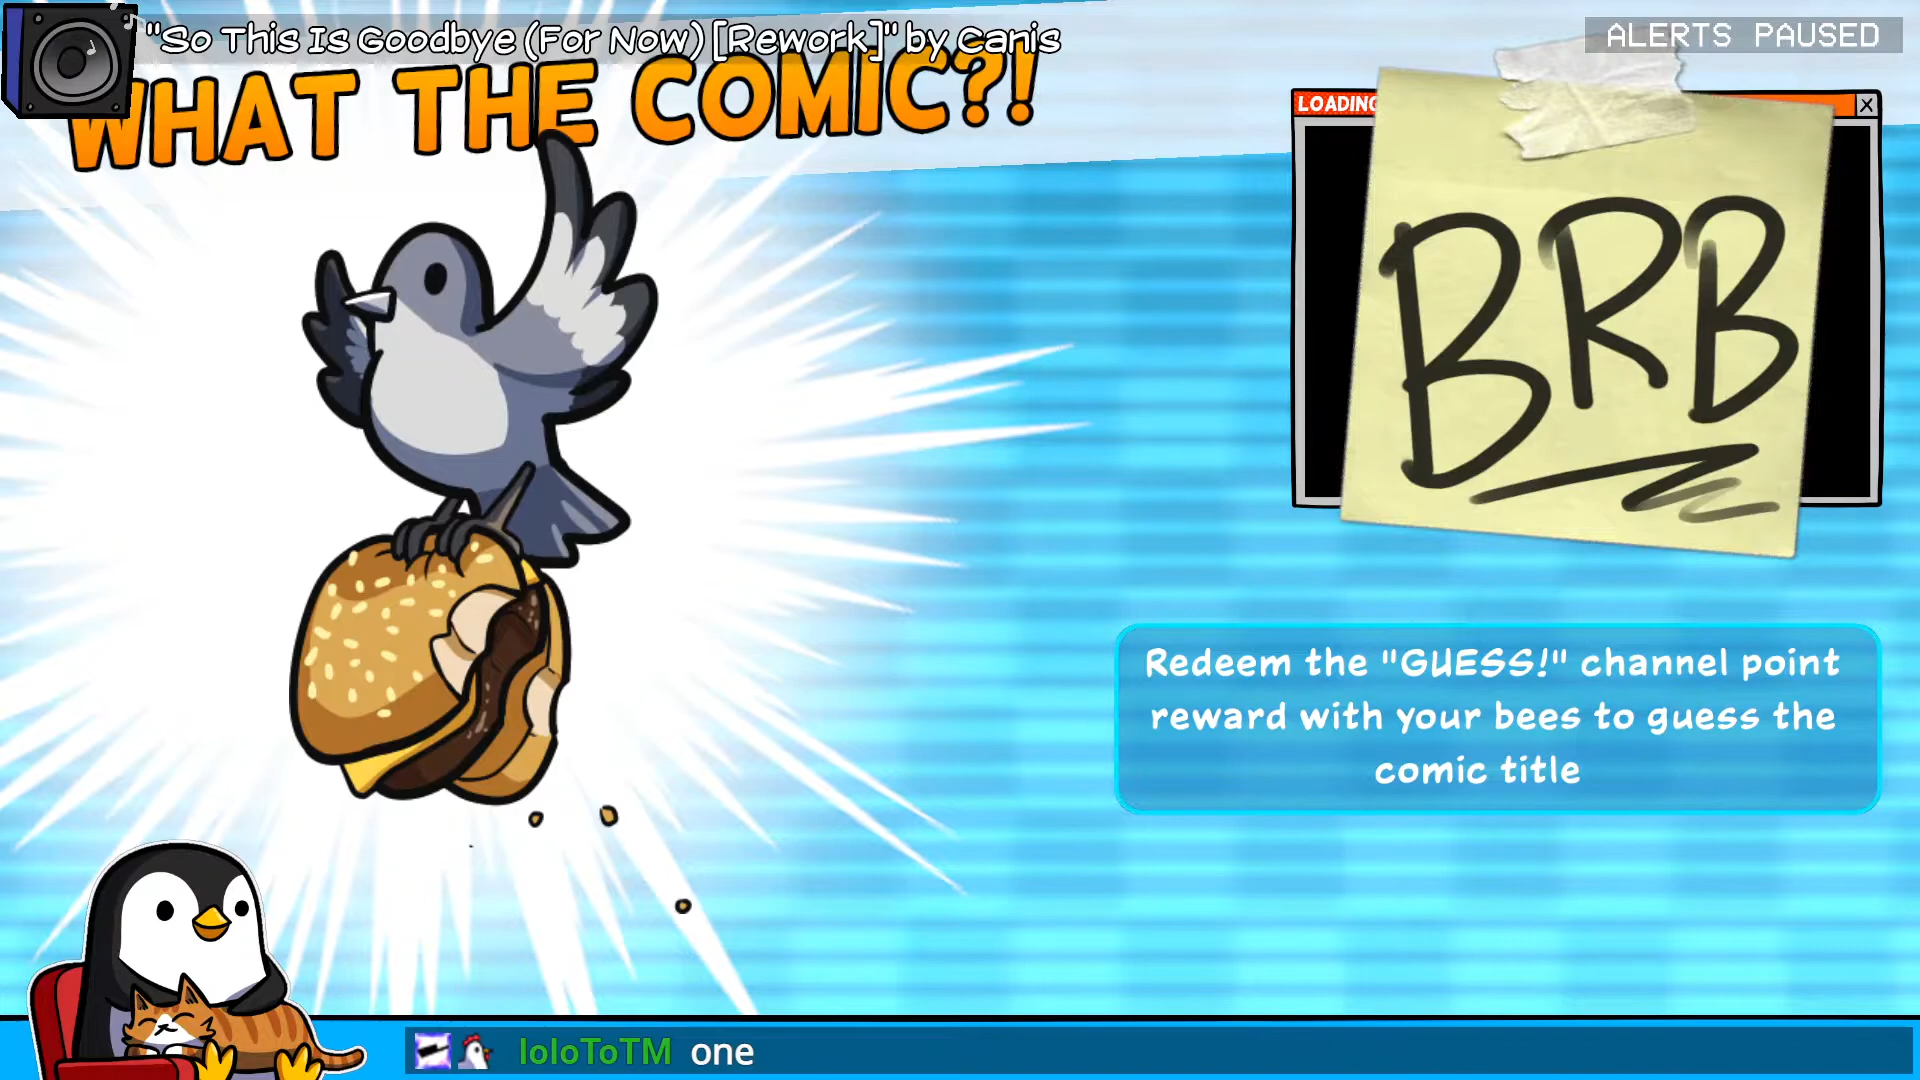 "So This Is Goodbye (For Now) [Rework]" by Canis
ALERTS PAUSED
WHAT THE COMIC?!
LOADING
X
BRB
Redeem the "GUESS!" channel point
reward with your bees to guess the
comic title
loloToTM one